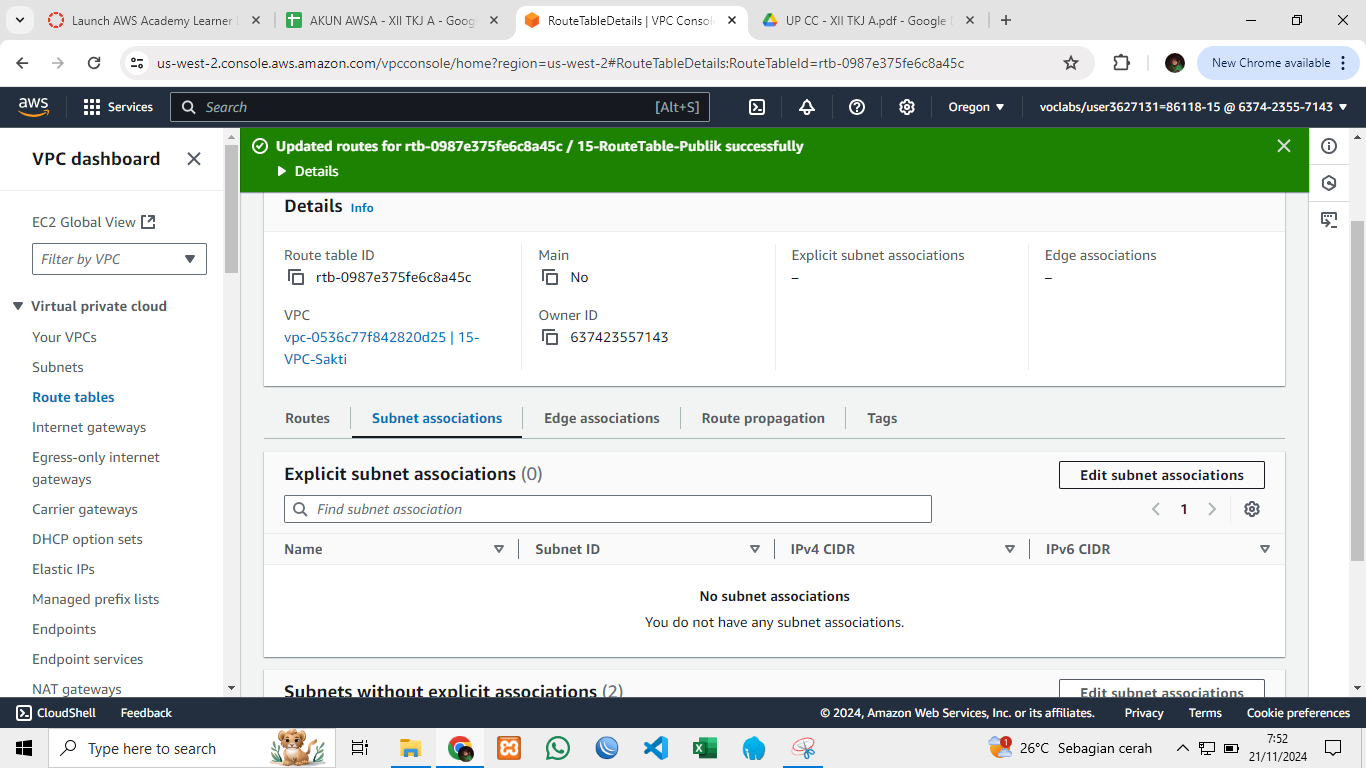 Launch AWS Academy Learner
AKUN AWSA - XII TKJ A - Goog
RouteTableDetails | VPC Conso
UP CC - XII TKJ A.pdf - Google
us-west-2.console.aws.amazon.com/vpcconsole/home?region=us-west-2#RouteTableDetails:RouteTableId=rtb-0987e375fe6c8a45c
New Chrome available
aws
Services
Search
[Alt+S]
Oregon
voclabs/user3627131=86118-15 @ 6374-2355-7143
VPC dashboard
EC2 Global View
Filter by VPC
Virtual private cloud
Your VPCs
Subnets
Route tables
Internet gateways
Egress-only internet
gateways
Carrier gateways
DHCP option sets
Elastic IPs
Managed prefix lists
Endpoints
Endpoint services
NAT gateways
Updated routes for rtb-0987e375fe6c8a45c / 15-RouteTable-Publik successfully
Details
Details Info
Route table ID
rtb-0987e375fe6c8a45c
Main
No
Explicit subnet associations
–
Edge associations
–
VPC
vpc-0536c77f842820d25 | 15-
VPC-Sakti
Owner ID
637423557143
Routes
Subnet associations
Edge associations
Route propagation
Tags
Explicit subnet associations (0)
Edit subnet associations
Find subnet association
1
Name
Subnet ID
IPv4 CIDR
IPv6 CIDR
No subnet associations
You do not have any subnet associations.
Subnets without explicit associations (2)
Edit subnet associations
CloudShell
Feedback
© 2024, Amazon Web Services, Inc. or its affiliates.
Privacy
Terms
Cookie preferences
Type here to search
1
26°C Sebagian cerah
7:52
21/11/2024